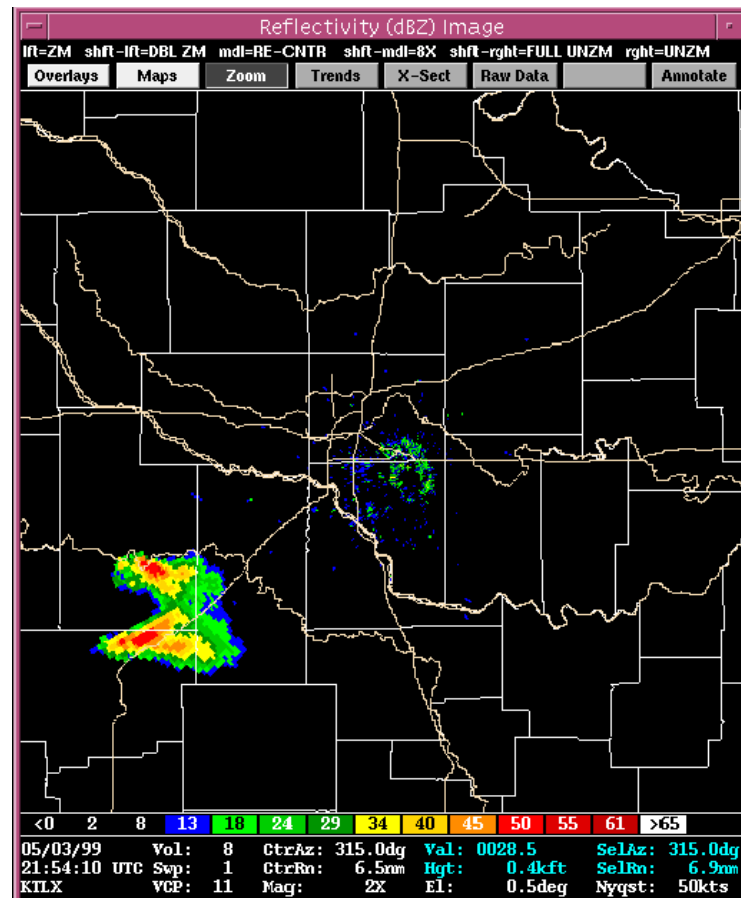 Reflectivity (dBZ) Image
lft=ZM shft-lft=DBL ZM mdl=RE-CNTR shft-mdl=8X shft-rght=FULL UNZM rght=UNZM
Overlays Maps Zoom Trends X-Sect Raw Data Annotate
<0 2 8 13 18 24 29 34 40 45 50 55 61 >65
05/03/99 Vol: 8 CtrAz: 315.0dg Val: 0028.5 SelAz: 315.0dg
21:54:10 UTC Swp: 1 CtrRn: 6.5nm Hgt: 0.4kft SelRn: 6.9nm
KTLX VCP: 11 Mag: 2X El: 0.5deg Nyqst: 50kts